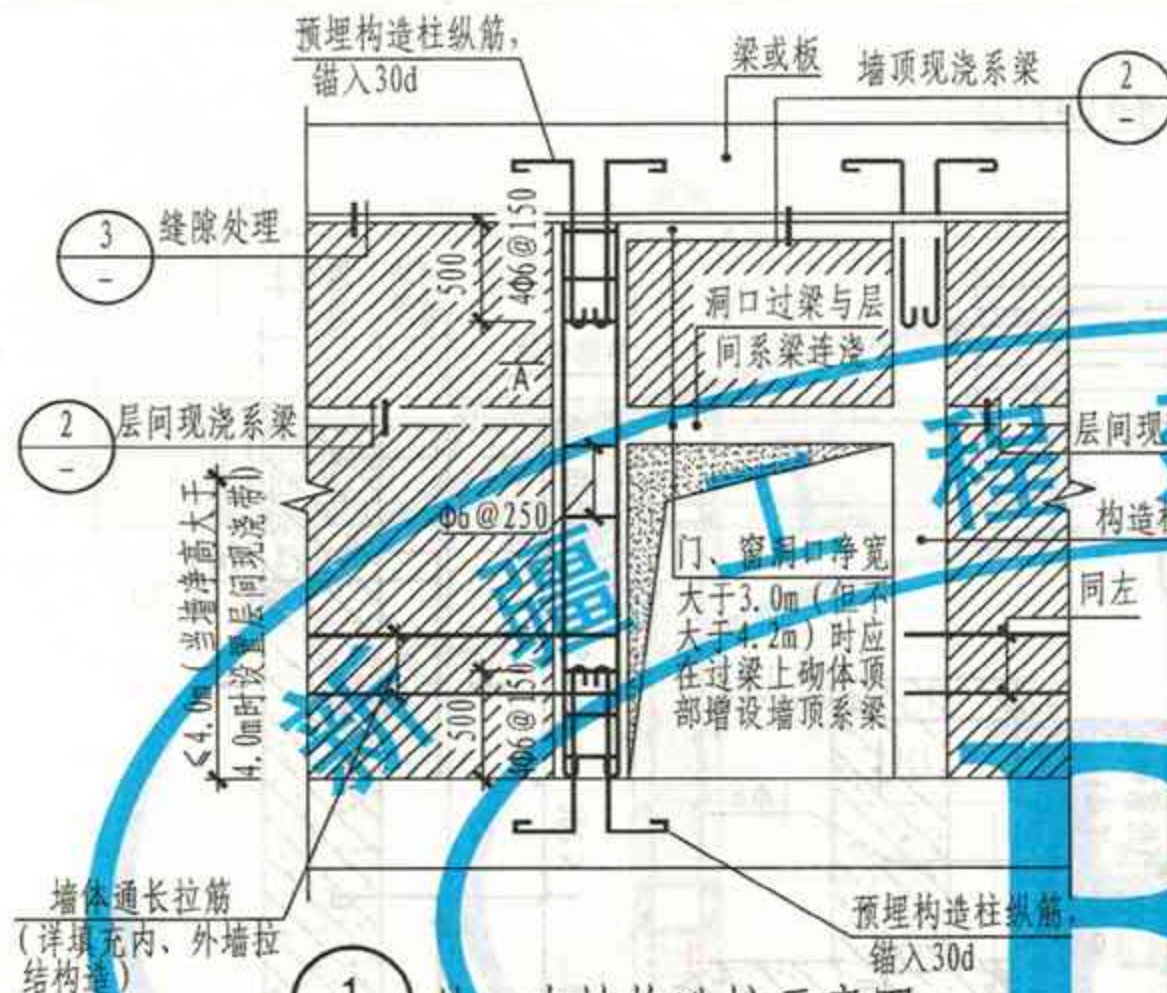 预埋构造柱纵筋,
锚入30d
梁或板
墙顶现浇系梁
2
-
3
-
缝隙处理
500
4Φ6@150
洞口过梁与层
间系梁连浇
A
2
-
层间现浇系梁
层间现
Φ6@250
≤4.0m(当墙净高大于
4.0m时设置层间现浇带)
构造
同左
门、窗洞口净宽
大于3.0m(但不
大于4.2m)时应
在过梁上砌体顶
部增设墙顶系梁
500
4Φ6@150
墙体通长拉筋
(详填充内、外墙拉
结构造)
预埋构造柱纵筋,
锚入30d
1
新疆工程